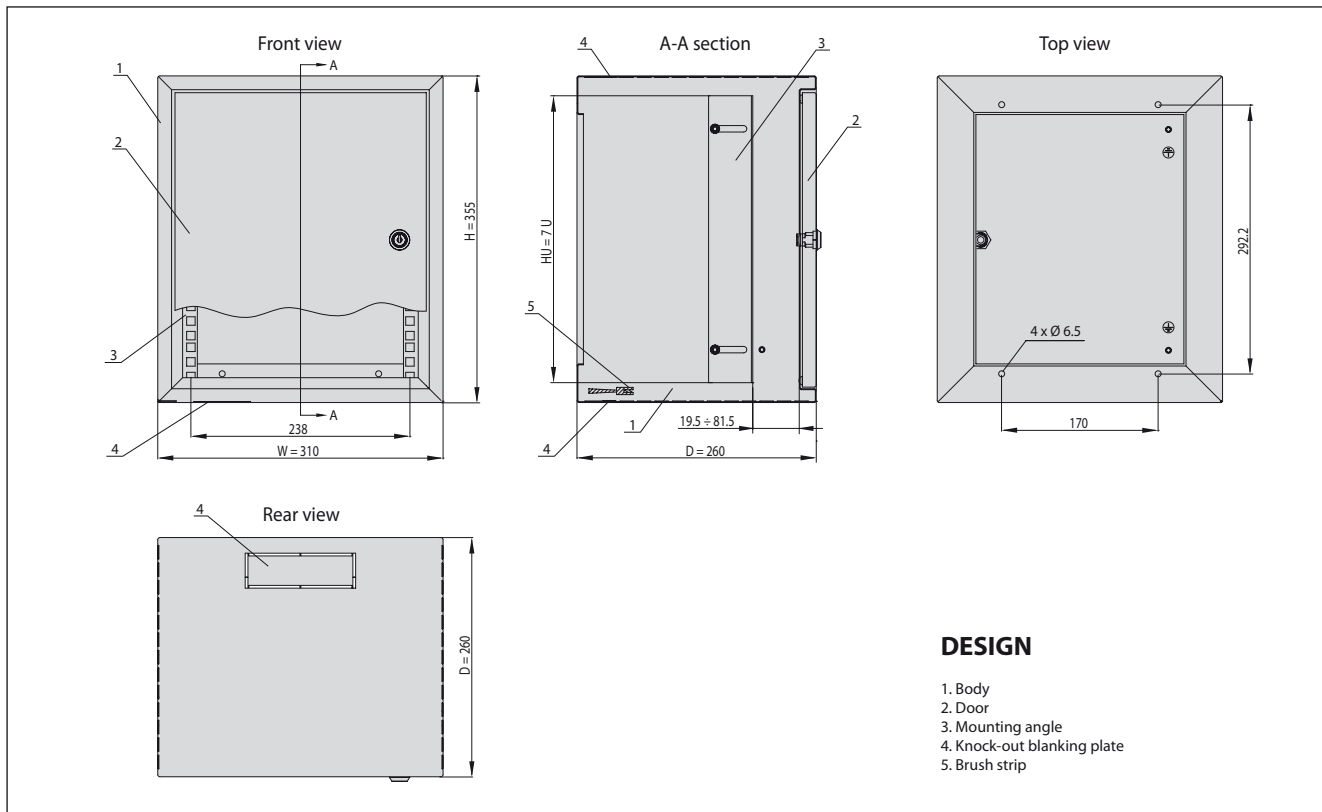 Front view
1
A
2
H = 355
3
A
4
238
W = 310
A-A section
4
3
2
HU = 7 U
5
1
19.5 ÷ 81.5
4
D = 260
Top view
292.2
4 x Ø 6.5
170
Rear view
4
D = 260
DESIGN
1. Body
2. Door
3. Mounting angle
4. Knock-out blanking plate
5. Brush strip